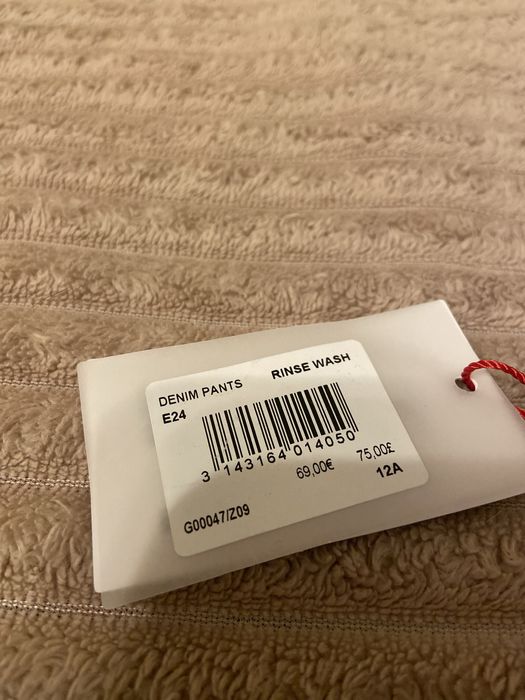 DENIM PANTS RINSE WASH
E24
3 143164 014050
69,00€ 75,00£
12A
G00047/Z09